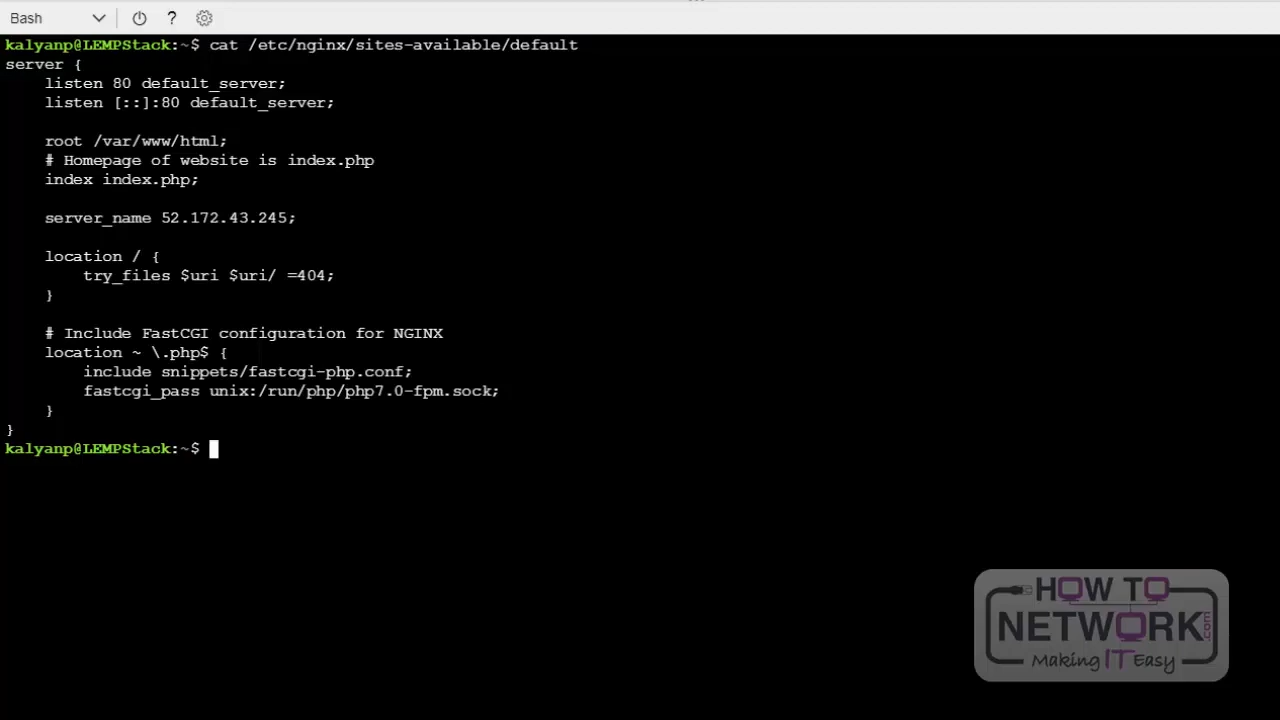 Bash
?
kalyanp@LEMPStack:~$ cat /etc/nginx/sites-available/default
server {
    listen 80 default_server;
    listen [::]:80 default_server;
    root /var/www/html;
    # Homepage of website is index.php
    index index.php;
    server_name 52.172.43.245;
    location / {
        try_files $uri $uri/ =404;
    }
    # Include FastCGI configuration for NGINX
    location ~ \.php$ {
        include snippets/fastcgi-php.conf;
        fastcgi_pass unix:/run/php/php7.0-fpm.sock;
    }
}
kalyanp@LEMPStack:~$
HOW TO
NETWORK.com
Making IT Easy